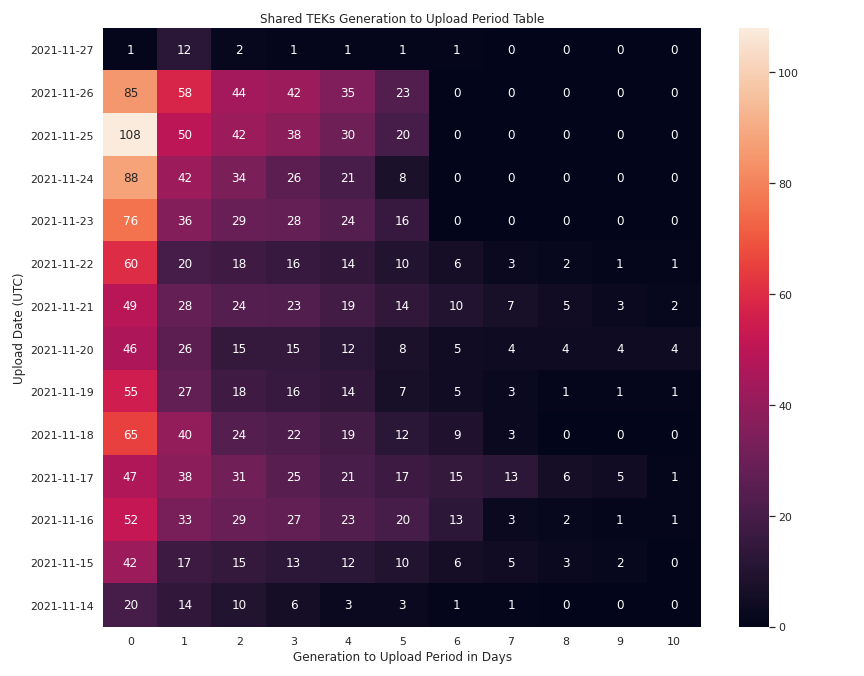 Shared TEKs Generation to Upload Period Table
Upload Date (UTC)
2021-11-27 1 12 2 1 1 1 1 0 0 0 0
2021-11-26 85 58 44 42 35 23 0 0 0 0 0
2021-11-25 108 50 42 38 30 20 0 0 0 0 0
2021-11-24 88 42 34 26 21 8 0 0 0 0 0
2021-11-23 76 36 29 28 24 16 0 0 0 0 0
2021-11-22 60 20 18 16 14 10 6 3 2 1 1
2021-11-21 49 28 24 23 19 14 10 7 5 3 2
2021-11-20 46 26 15 15 12 8 5 4 4 4 4
2021-11-19 55 27 18 16 14 7 5 3 1 1 1
2021-11-18 65 40 24 22 19 12 9 3 0 0 0
2021-11-17 47 38 31 25 21 17 15 13 6 5 1
2021-11-16 52 33 29 27 23 20 13 3 2 1 1
2021-11-15 42 17 15 13 12 10 6 5 3 2 0
2021-11-14 20 14 10 6 3 3 1 1 0 0 0
0 1 2 3 4 5 6 7 8 9 10
Generation to Upload Period in Days
100
80
60
40
20
0